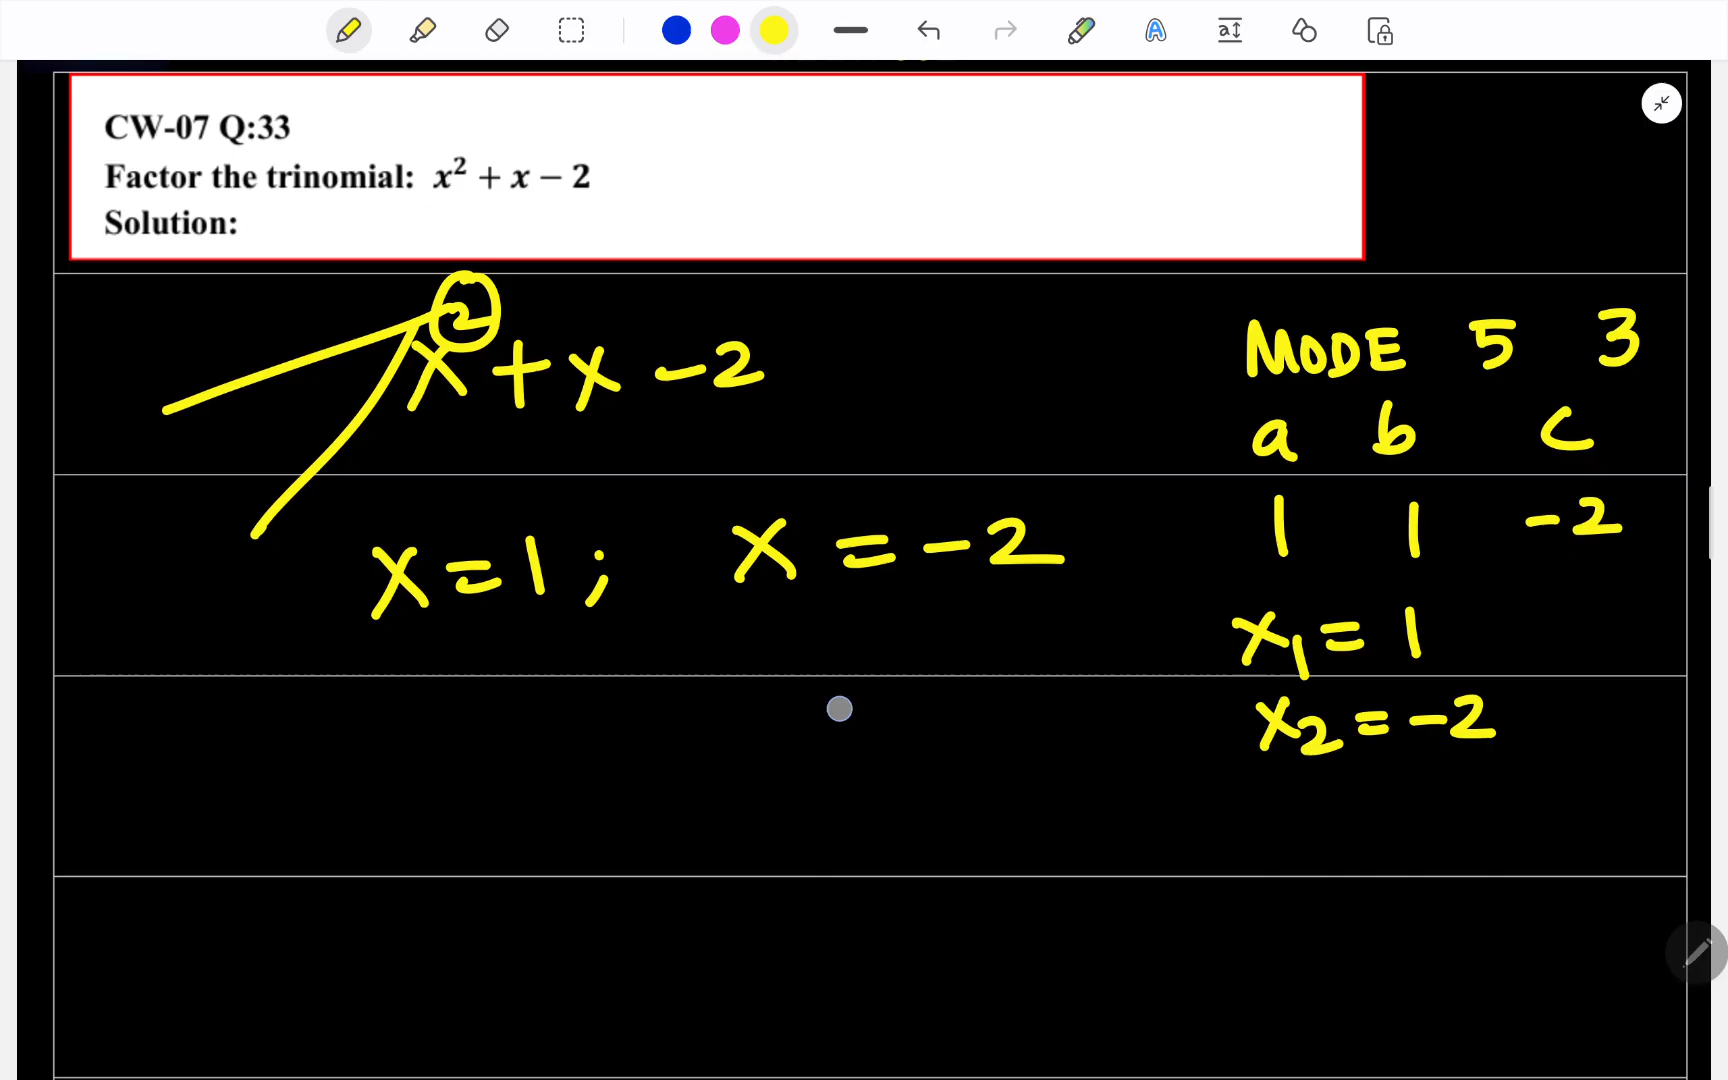 CW-07 Q:33
Factor the trinomial: x² + x − 2
Solution:
x² + x − 2
MODE 5 3
a b c
x = 1 ; x = −2
1 1 −2
x₁ = 1
x₂ = −2